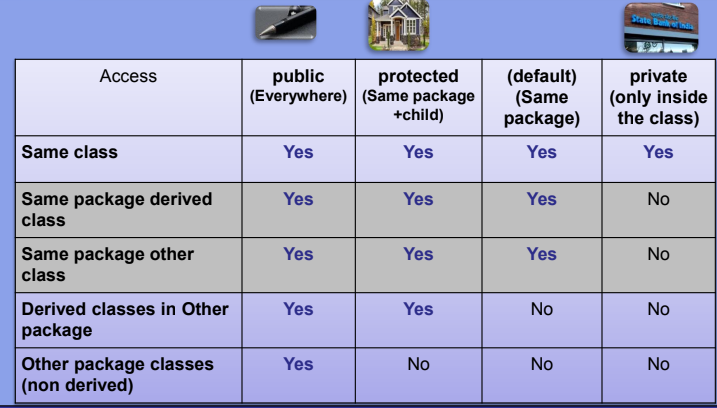 State Bank of India
Access
public
(Everywhere)
protected
(Same package
+child)
(default)
(Same
package)
private
(only inside
the class)
Same class
Yes
Yes
Yes
Yes
Same package derived
class
Yes
Yes
Yes
No
Same package other
class
Yes
Yes
Yes
No
Derived classes in Other
package
Yes
Yes
No
No
Other package classes
(non derived)
Yes
No
No
No